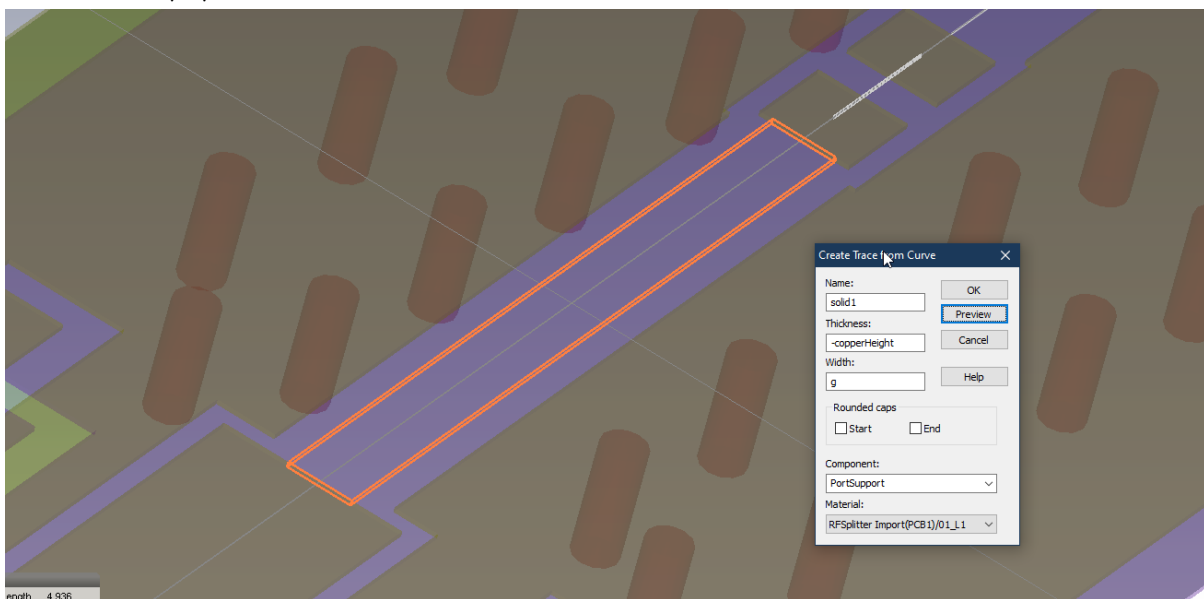 Create Trace from Curve
Name:
solid1
OK
Preview
Thickness:
-copperHeight
Cancel
Width:
g
Help
Rounded caps
Start
End
Component:
PortSupport
Material:
RFSplitter Import(PCB1)/01_L1
4.936